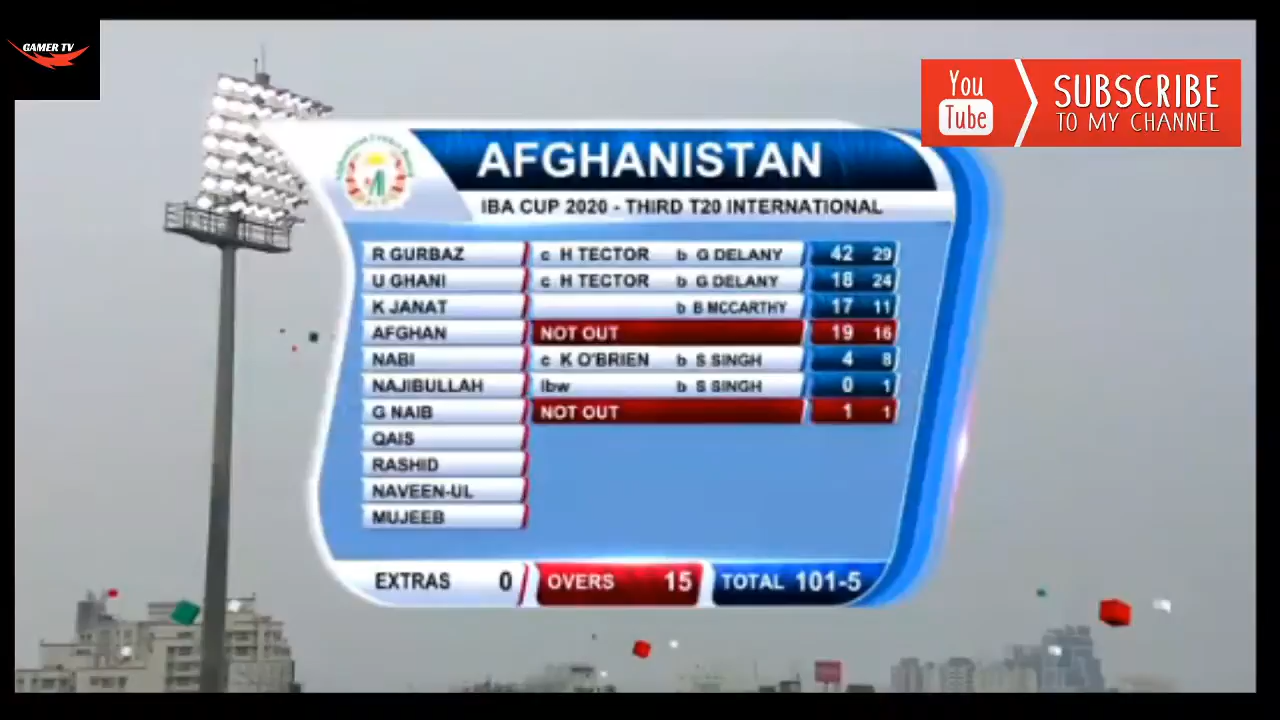 GAMER TV
You Tube
SUBSCRIBE
TO MY CHANNEL
AFGHANISTAN
IBA CUP 2020 - THIRD T20 INTERNATIONAL
R GURBAZ c H TECTOR b G DELANY 42 29
U GHANI c H TECTOR b G DELANY 18 24
K JANAT b B MCCARTHY 17 11
AFGHAN NOT OUT 19 16
NABI c K O'BRIEN b S SINGH 4 8
NAJIBULLAH lbw b S SINGH 0 1
G NAIB NOT OUT 1 1
QAIS
RASHID
NAVEEN-UL
MUJEEB
EXTRAS 0 OVERS 15 TOTAL 101-5